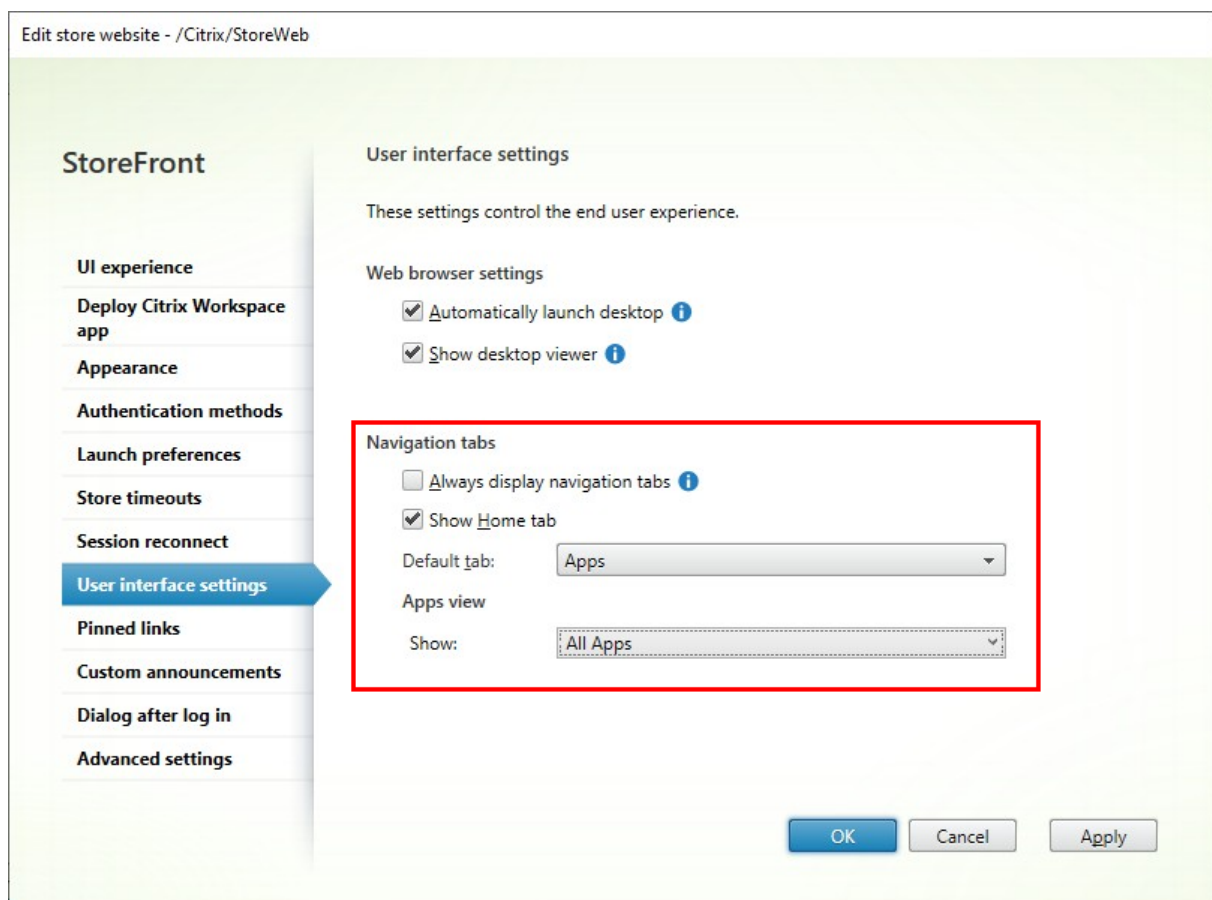 Edit store website - /Citrix/StoreWeb
StoreFront
UI experience
Deploy Citrix Workspace
app
Appearance
Authentication methods
Launch preferences
Store timeouts
Session reconnect
User interface settings
Pinned links
Custom announcements
Dialog after log in
Advanced settings
User interface settings
These settings control the end user experience.
Web browser settings
Automatically launch desktop
Show desktop viewer
Navigation tabs
Always display navigation tabs
Show Home tab
Default tab: Apps
Apps view
Show: All Apps
OK Cancel Apply